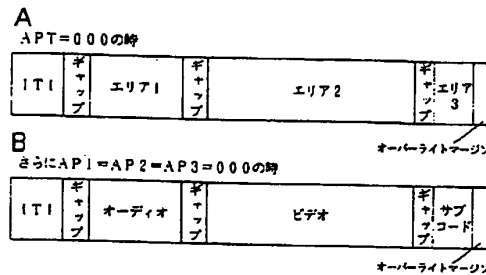 A
APT=000の時
ITI
ギャップ
エリア1
ギャップ
エリア2
ギャップ
エリア
3
オーバーライトマージン
B
さらにAP1=AP2=AP3=000の時
ITI
ギャップ
オーディオ
ギャップ
ビデオ
ギャップ
サブ
コード
オーバーライトマージン